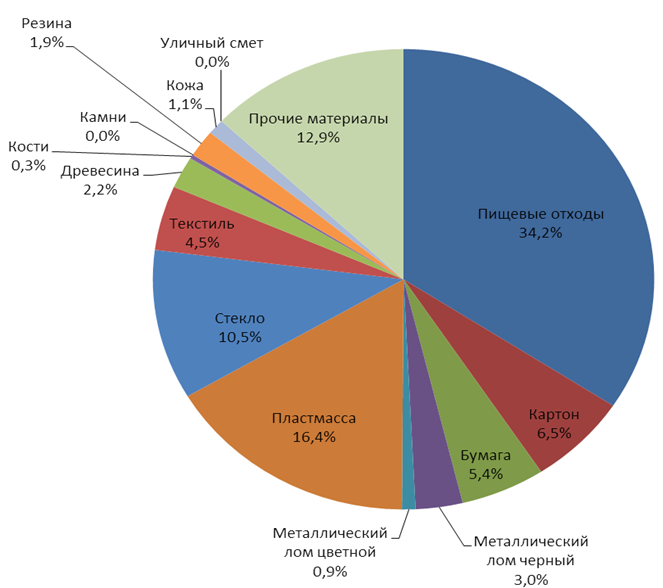 Резина
1,9%
Уличный смет
0,0%
Кожа
1,1%
Прочие материалы
12,9%
Камни
0,0%
Кости
0,3%
Древесина
2,2%
Текстиль
4,5%
Пищевые отходы
34,2%
Стекло
10,5%
Пластмасса
16,4%
Картон
6,5%
Бумага
5,4%
Металлический
лом цветной
0,9%
Металлический
лом черный
3,0%